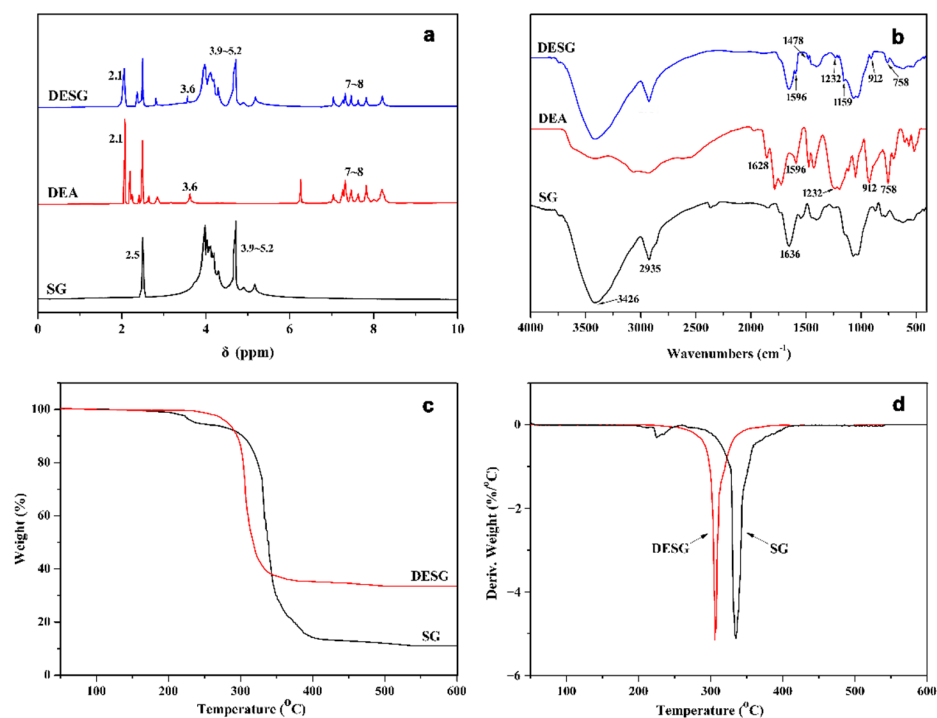 a
3.9~5.2
2.1
DESG
3.6
7~8
2.1
DEA
3.6
7~8
2.5
3.9~5.2
SG
0 2 4 6 8 10
δ (ppm)
b
1478
DESG
1596
1232
1159
912
758
DEA
1628
1596
1232
912
758
SG
1636
2935
3426
4000 3000 2000 1000
Wavenumbers (cm⁻¹)
c
100
80
60
40
20
0
Weight (%)
DESG
SG
100 200 300 400 500 600
Temperature (°C)
d
0
−2
−4
−6
Deriv. Weight (%/°C)
DESG
SG
100 200 300 400 500 600
Temperature (°C)